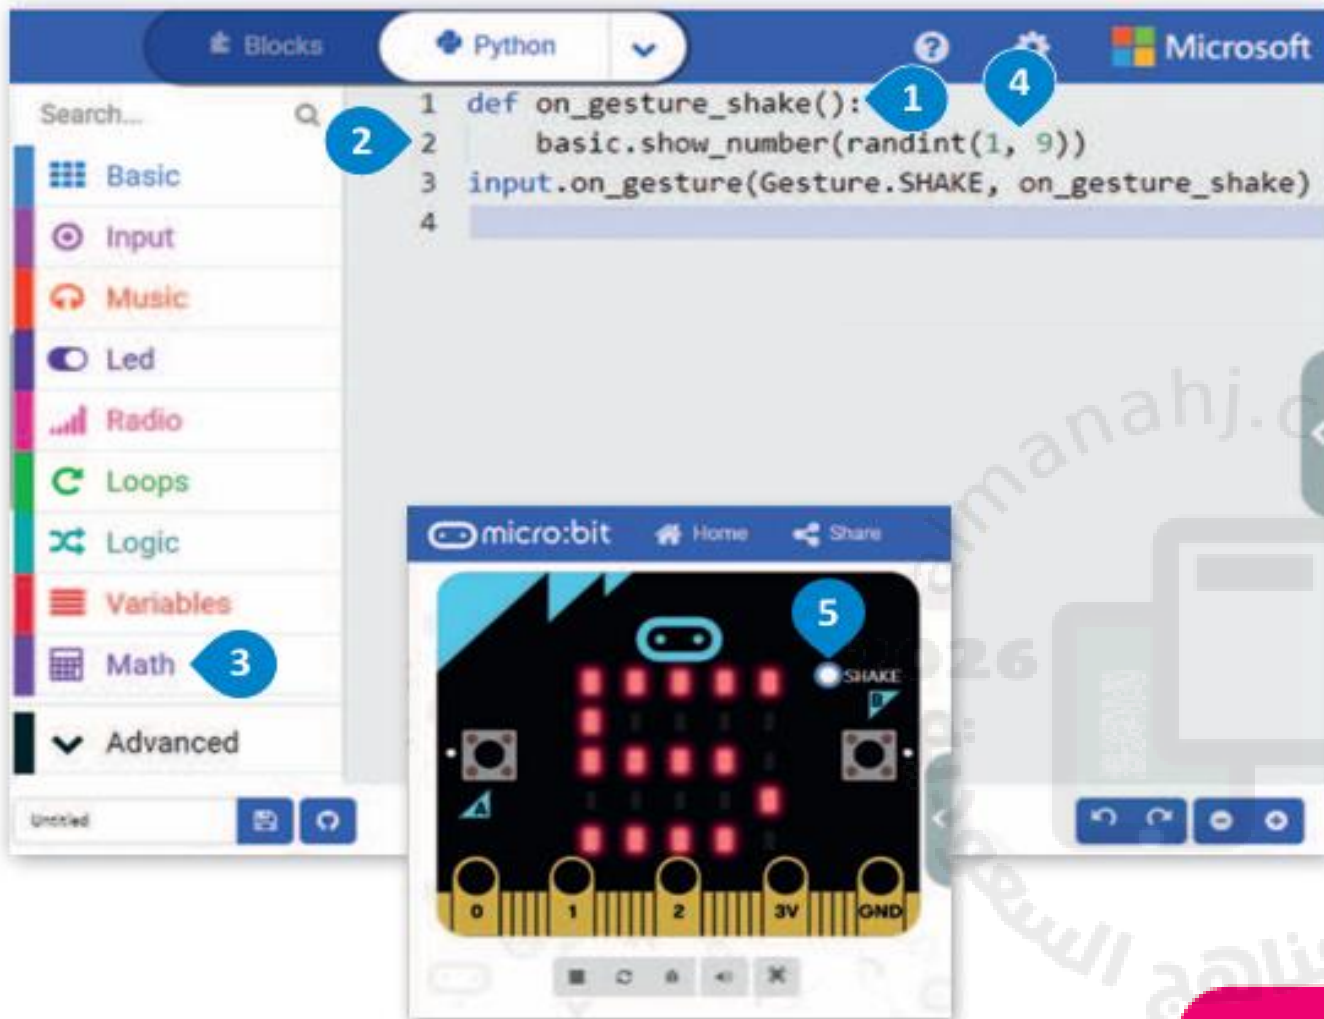 Blocks
Python
Microsoft
Search...
Basic
Input
Music
Led
Radio
Loops
Logic
Variables
Math
Advanced
Untitled
1 def on_gesture_shake():
2 basic.show_number(randint(1, 9))
3 input.on_gesture(Gesture.SHAKE, on_gesture_shake)
4
1
2
3
4
5
micro:bit
Home
Share
SHAKE
A
B
0
1
2
3V
GND
almanahj.c